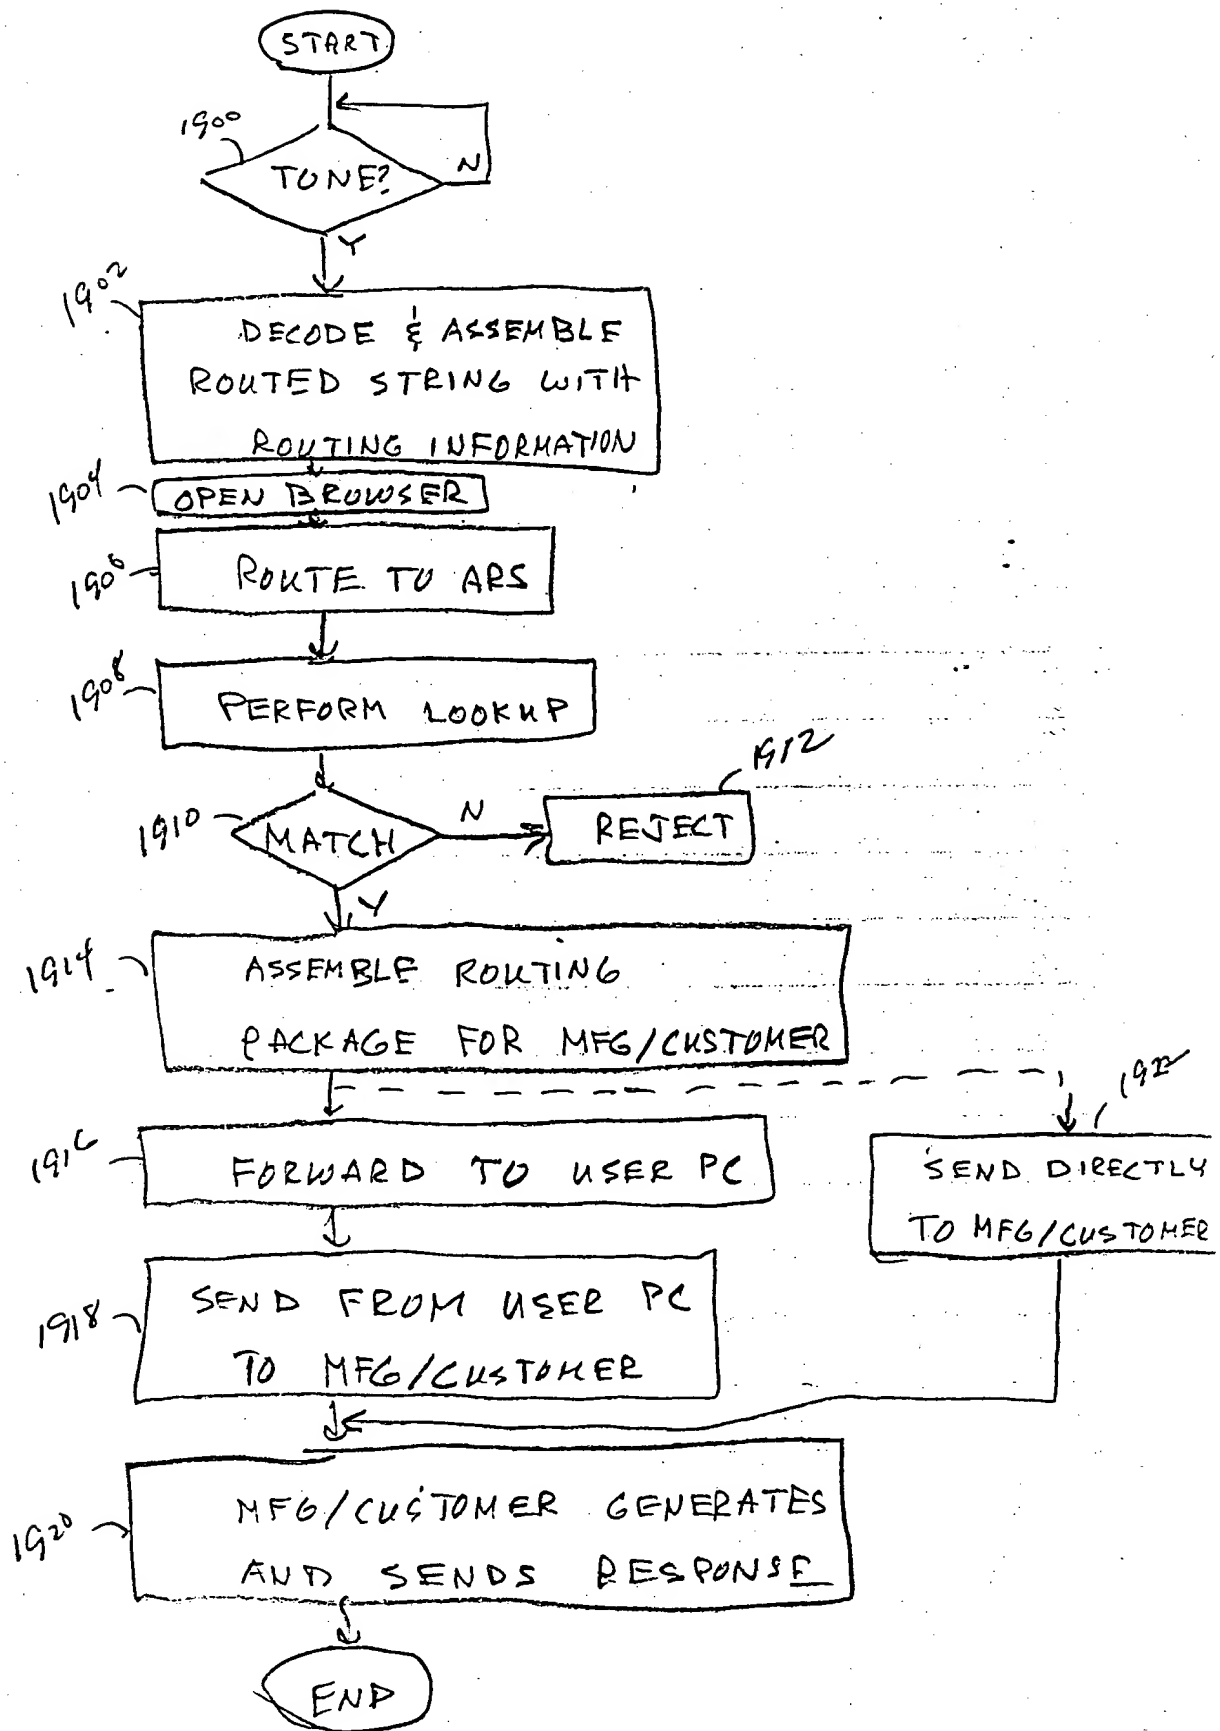 START
1900
TONE?
N
Y
1902
DECODE & ASSEMBLE
ROUTED STRING WITH
ROUTING INFORMATION
1904
OPEN BROWSER
1906
ROUTE TO ARS
1908
PERFORM LOOKUP
1910
MATCH
N
1912
REJECT
Y
1914
ASSEMBLE ROUTING
PACKAGE FOR MFG/CUSTOMER
1916
FORWARD TO USER PC
1922
SEND DIRECTLY
TO MFG/CUSTOMER
1918
SEND FROM USER PC
TO MFG/CUSTOMER
1920
MFG/CUSTOMER GENERATES
AND SENDS RESPONSE
END